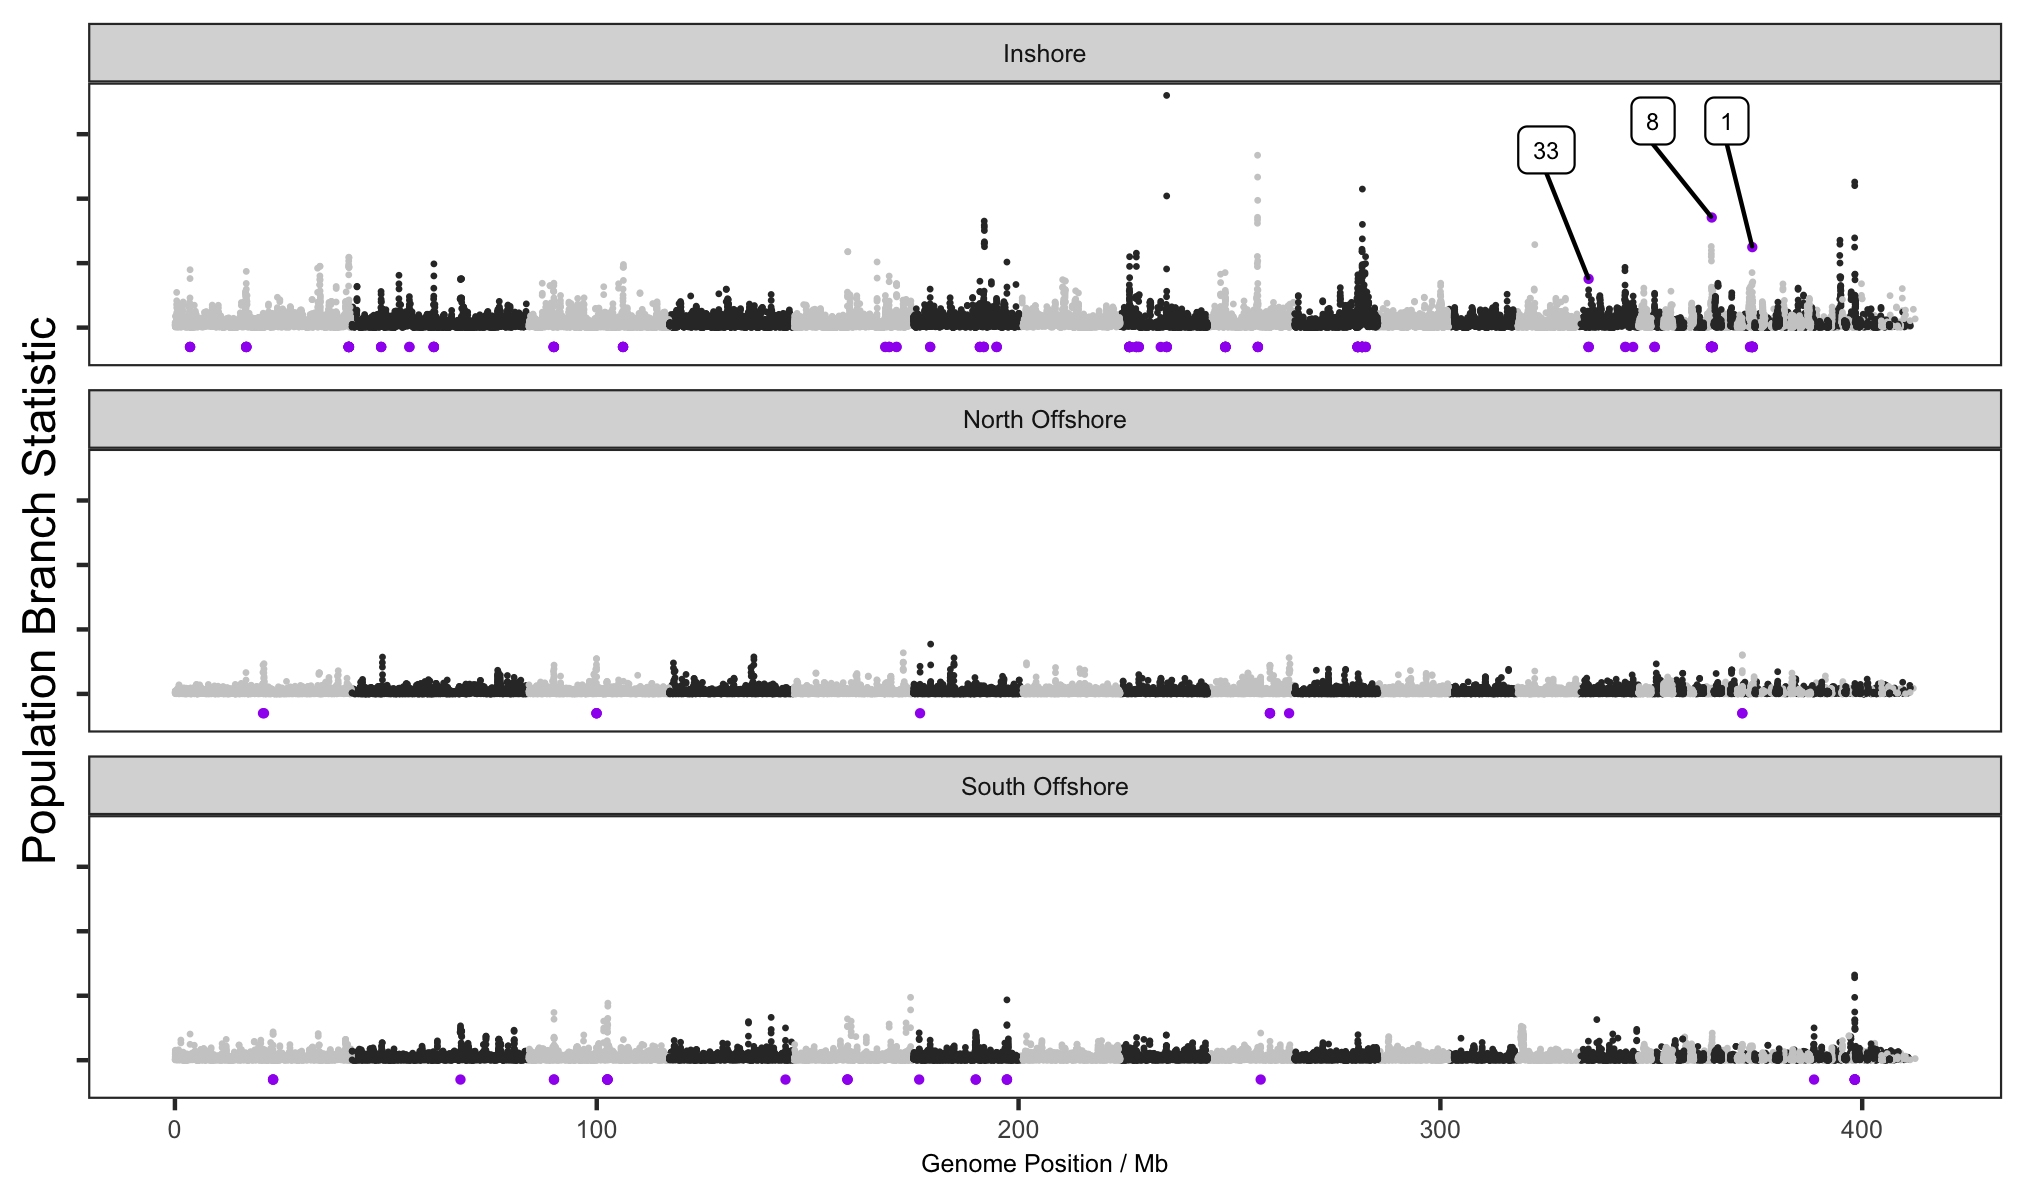 Inshore
33
8
1
North Offshore
South Offshore
Population Branch Statistic
0 100 200 300 400
Genome Position / Mb